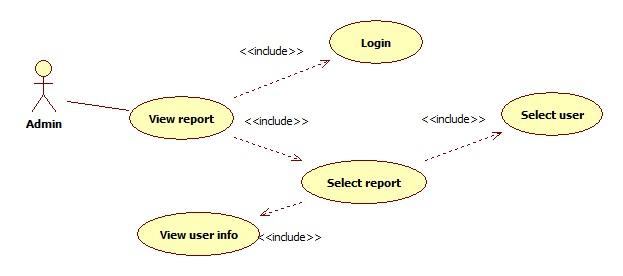 Login
<<include>>
Admin
View report
<<include>>
<<include>>
Select user
Select report
View user info
<<include>>